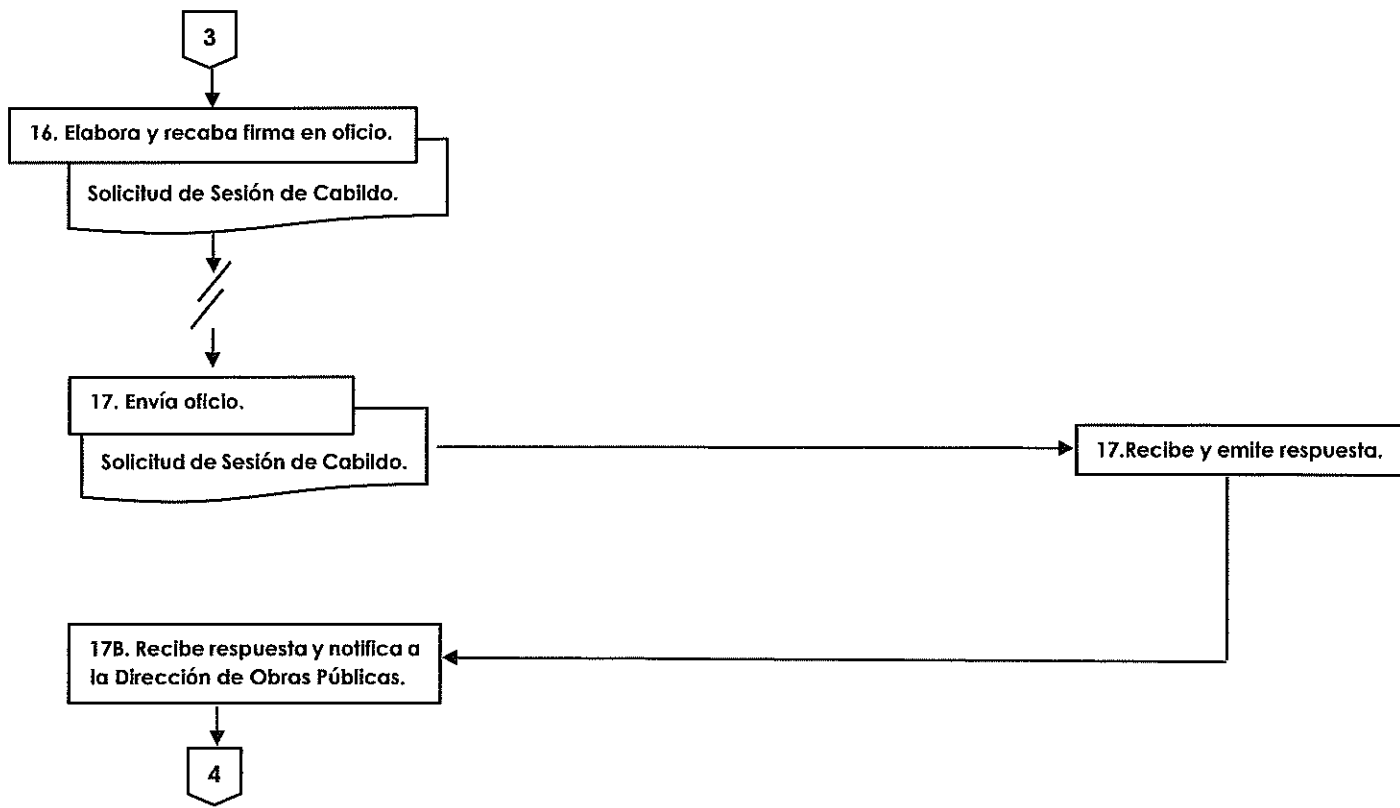 3
16. Elabora y recaba firma en oficio.
Solicitud de Sesión de Cabildo.
17. Envía oficio.
Solicitud de Sesión de Cabildo.
17.Recibe y emite respuesta.
17B. Recibe respuesta y notifica a
la Dirección de Obras Públicas.
4